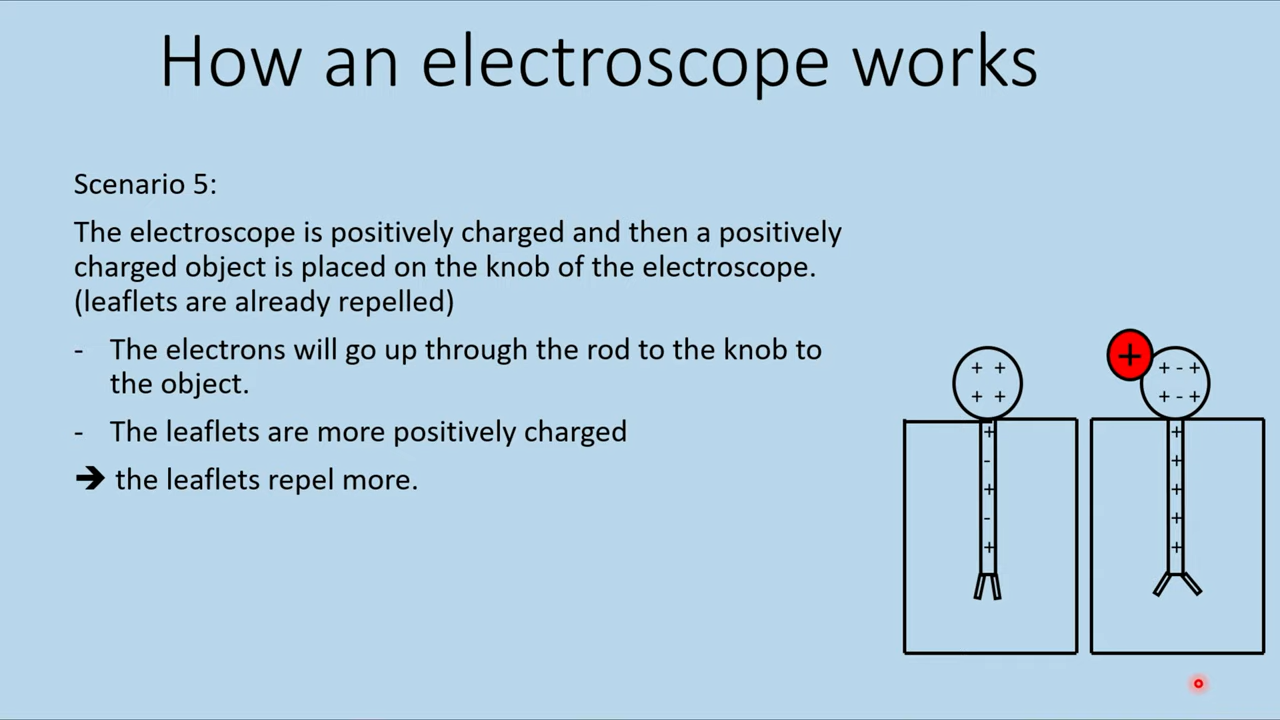 How an electroscope works
Scenario 5:
The electroscope is positively charged and then a positively
charged object is placed on the knob of the electroscope.
(leaflets are already repelled)
- The electrons will go up through the rod to the knob to
the object.
- The leaflets are more positively charged
➔ the leaflets repel more.
+ +
+ +
+
-
+
-
+
+
+ - +
+ - +
+
+
+
+
+